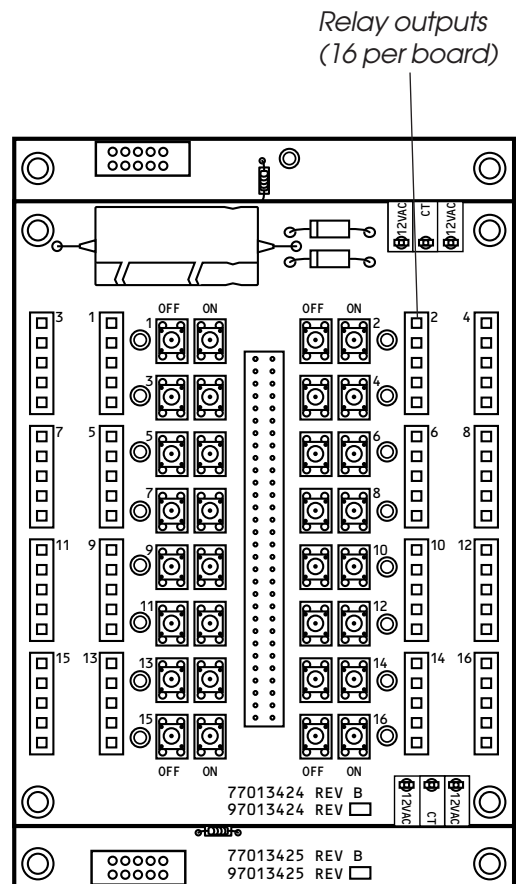 Relay outputs
(16 per board)
12VAC CT 12VAC
OFF ON OFF ON
3 1 1 2 2 4
3 4
7 5 5 6 6 8
7 8
11 9 9 10 10 12
11 12
15 13 13 14 14 16
15 16
OFF ON OFF ON
77013424 REV B
97013424 REV
12VAC CT 12VAC
77013425 REV B
97013425 REV